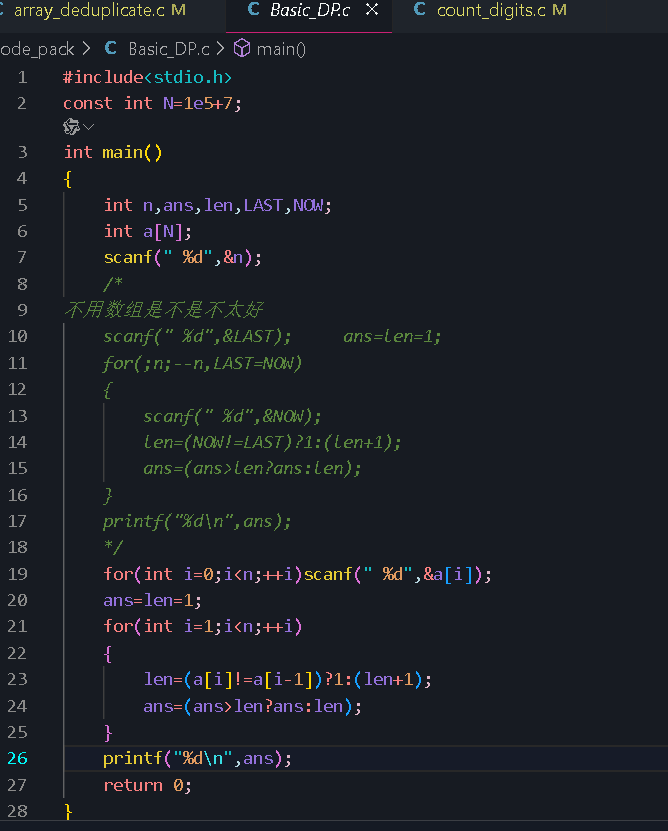 array_deduplicate.c M
C Basic_DP.c ×
C count_digits.c M
ode_pack > C Basic_DP.c > main()
1 #include<stdio.h>
2 const int N=1e5+7;
3 int main()
4 {
5     int n,ans,len,LAST,NOW;
6     int a[N];
7     scanf(" %d",&n);
8     /*
9 不用数组是不是不太好
10     scanf(" %d",&LAST);     ans=len=1;
11     for(;n;--n,LAST=NOW)
12     {
13         scanf(" %d",&NOW);
14         len=(NOW!=LAST)?1:(len+1);
15         ans=(ans>len?ans:len);
16     }
17     printf("%d\n",ans);
18     */
19     for(int i=0;i<n;++i)scanf(" %d",&a[i]);
20     ans=len=1;
21     for(int i=1;i<n;++i)
22     {
23         len=(a[i]!=a[i-1])?1:(len+1);
24         ans=(ans>len?ans:len);
25     }
26     printf("%d\n",ans);
27     return 0;
28 }